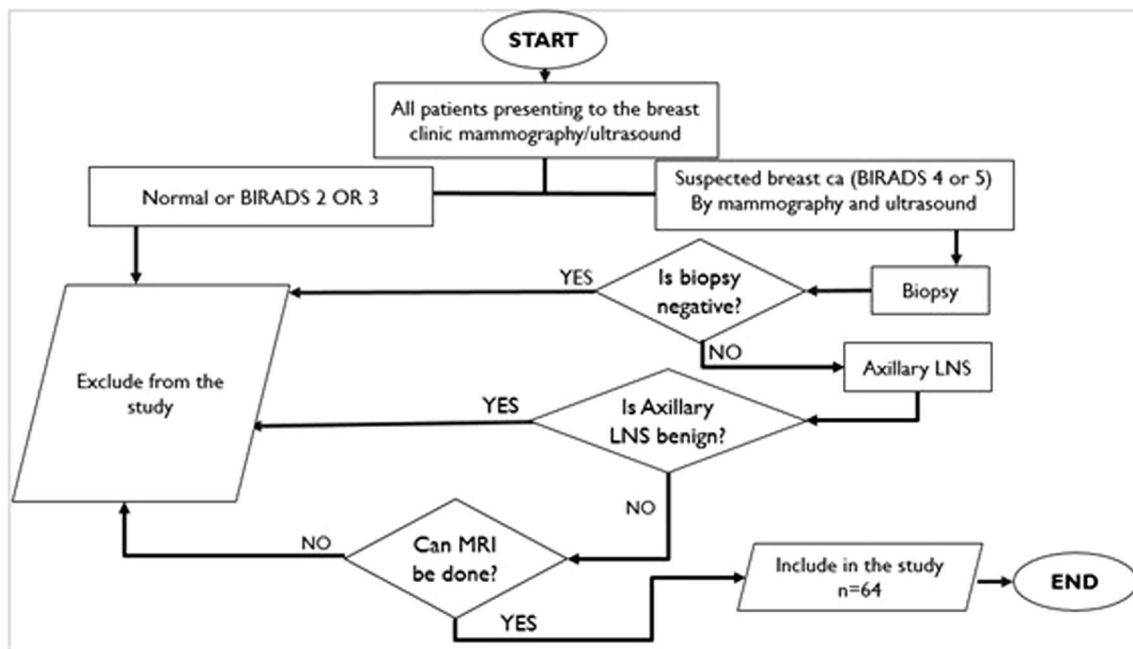 START
All patients presenting to the breast
clinic mammography/ultrasound
Normal or BIRADS 2 OR 3
Suspected breast ca (BIRADS 4 or 5)
By mammography and ultrasound
YES
Is biopsy
negative?
Biopsy
NO
Axillary LNS
Exclude from the
study
YES
Is Axillary
LNS benign?
NO
NO
Can MRI
be done?
YES
Include in the study
n=64
END